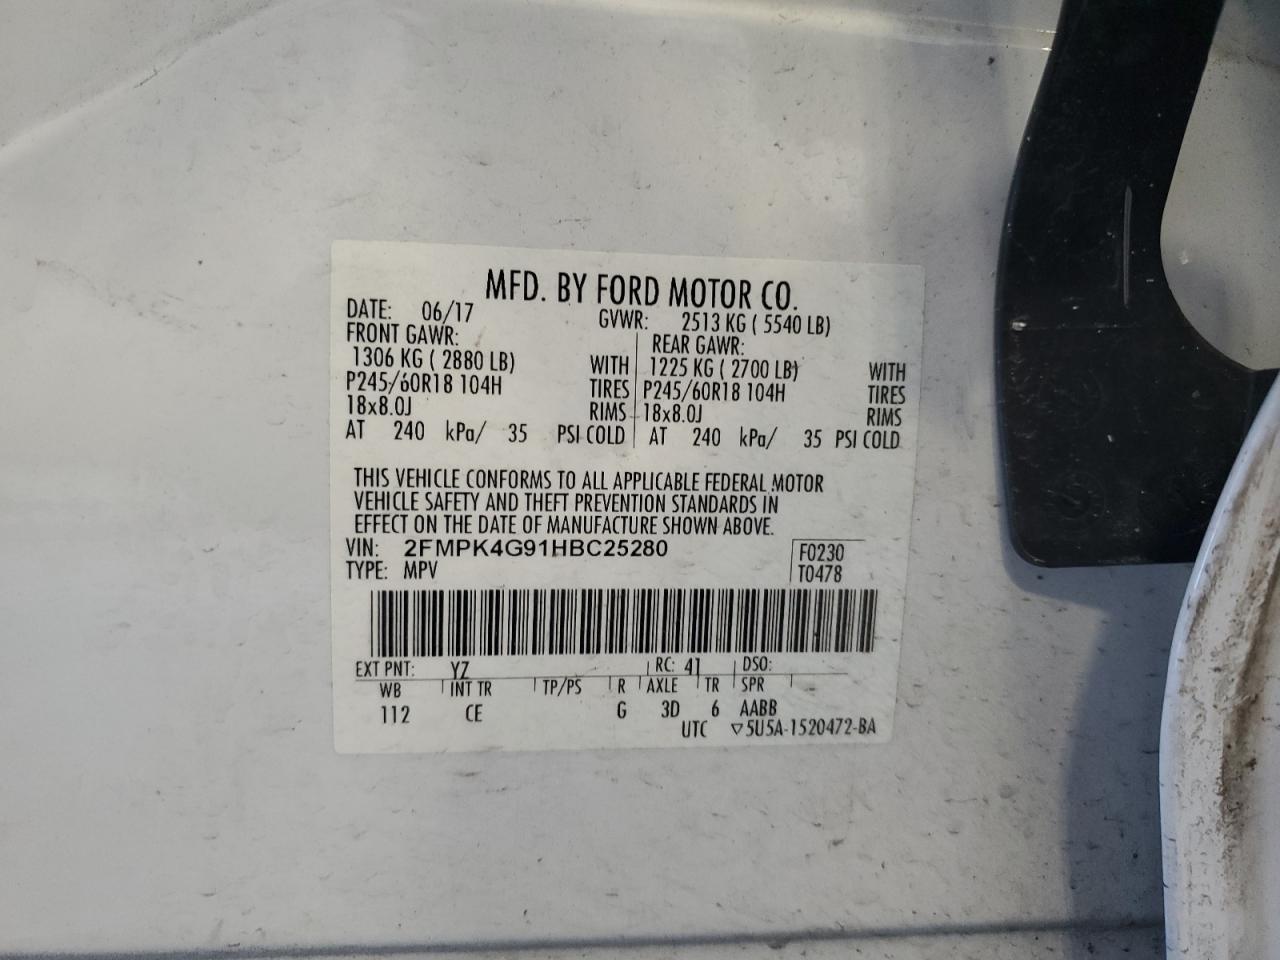 MFD. BY FORD MOTOR CO.
DATE: 06/17 GVWR: 2513 KG ( 5540 LB)
FRONT GAWR: REAR GAWR:
1306 KG ( 2880 LB) WITH 1225 KG ( 2700 LB) WITH
P245/60R18 104H TIRES P245/60R18 104H TIRES
18x8.0J RIMS 18x8.0J RIMS
AT 240 kPa/ 35 PSI COLD AT 240 kPa/ 35 PSI COLD
THIS VEHICLE CONFORMS TO ALL APPLICABLE FEDERAL MOTOR
VEHICLE SAFETY AND THEFT PREVENTION STANDARDS IN
EFFECT ON THE DATE OF MANUFACTURE SHOWN ABOVE.
VIN: 2FMPK4G91HBC25280 F0230
TYPE: MPV T0478
EXT PNT: YZ RC: 41 DSO:
WB INT TR TP/PS R AXLE TR SPR
112 CE G 3D 6 AABB
UTC ▽5U5A-1520472-BA